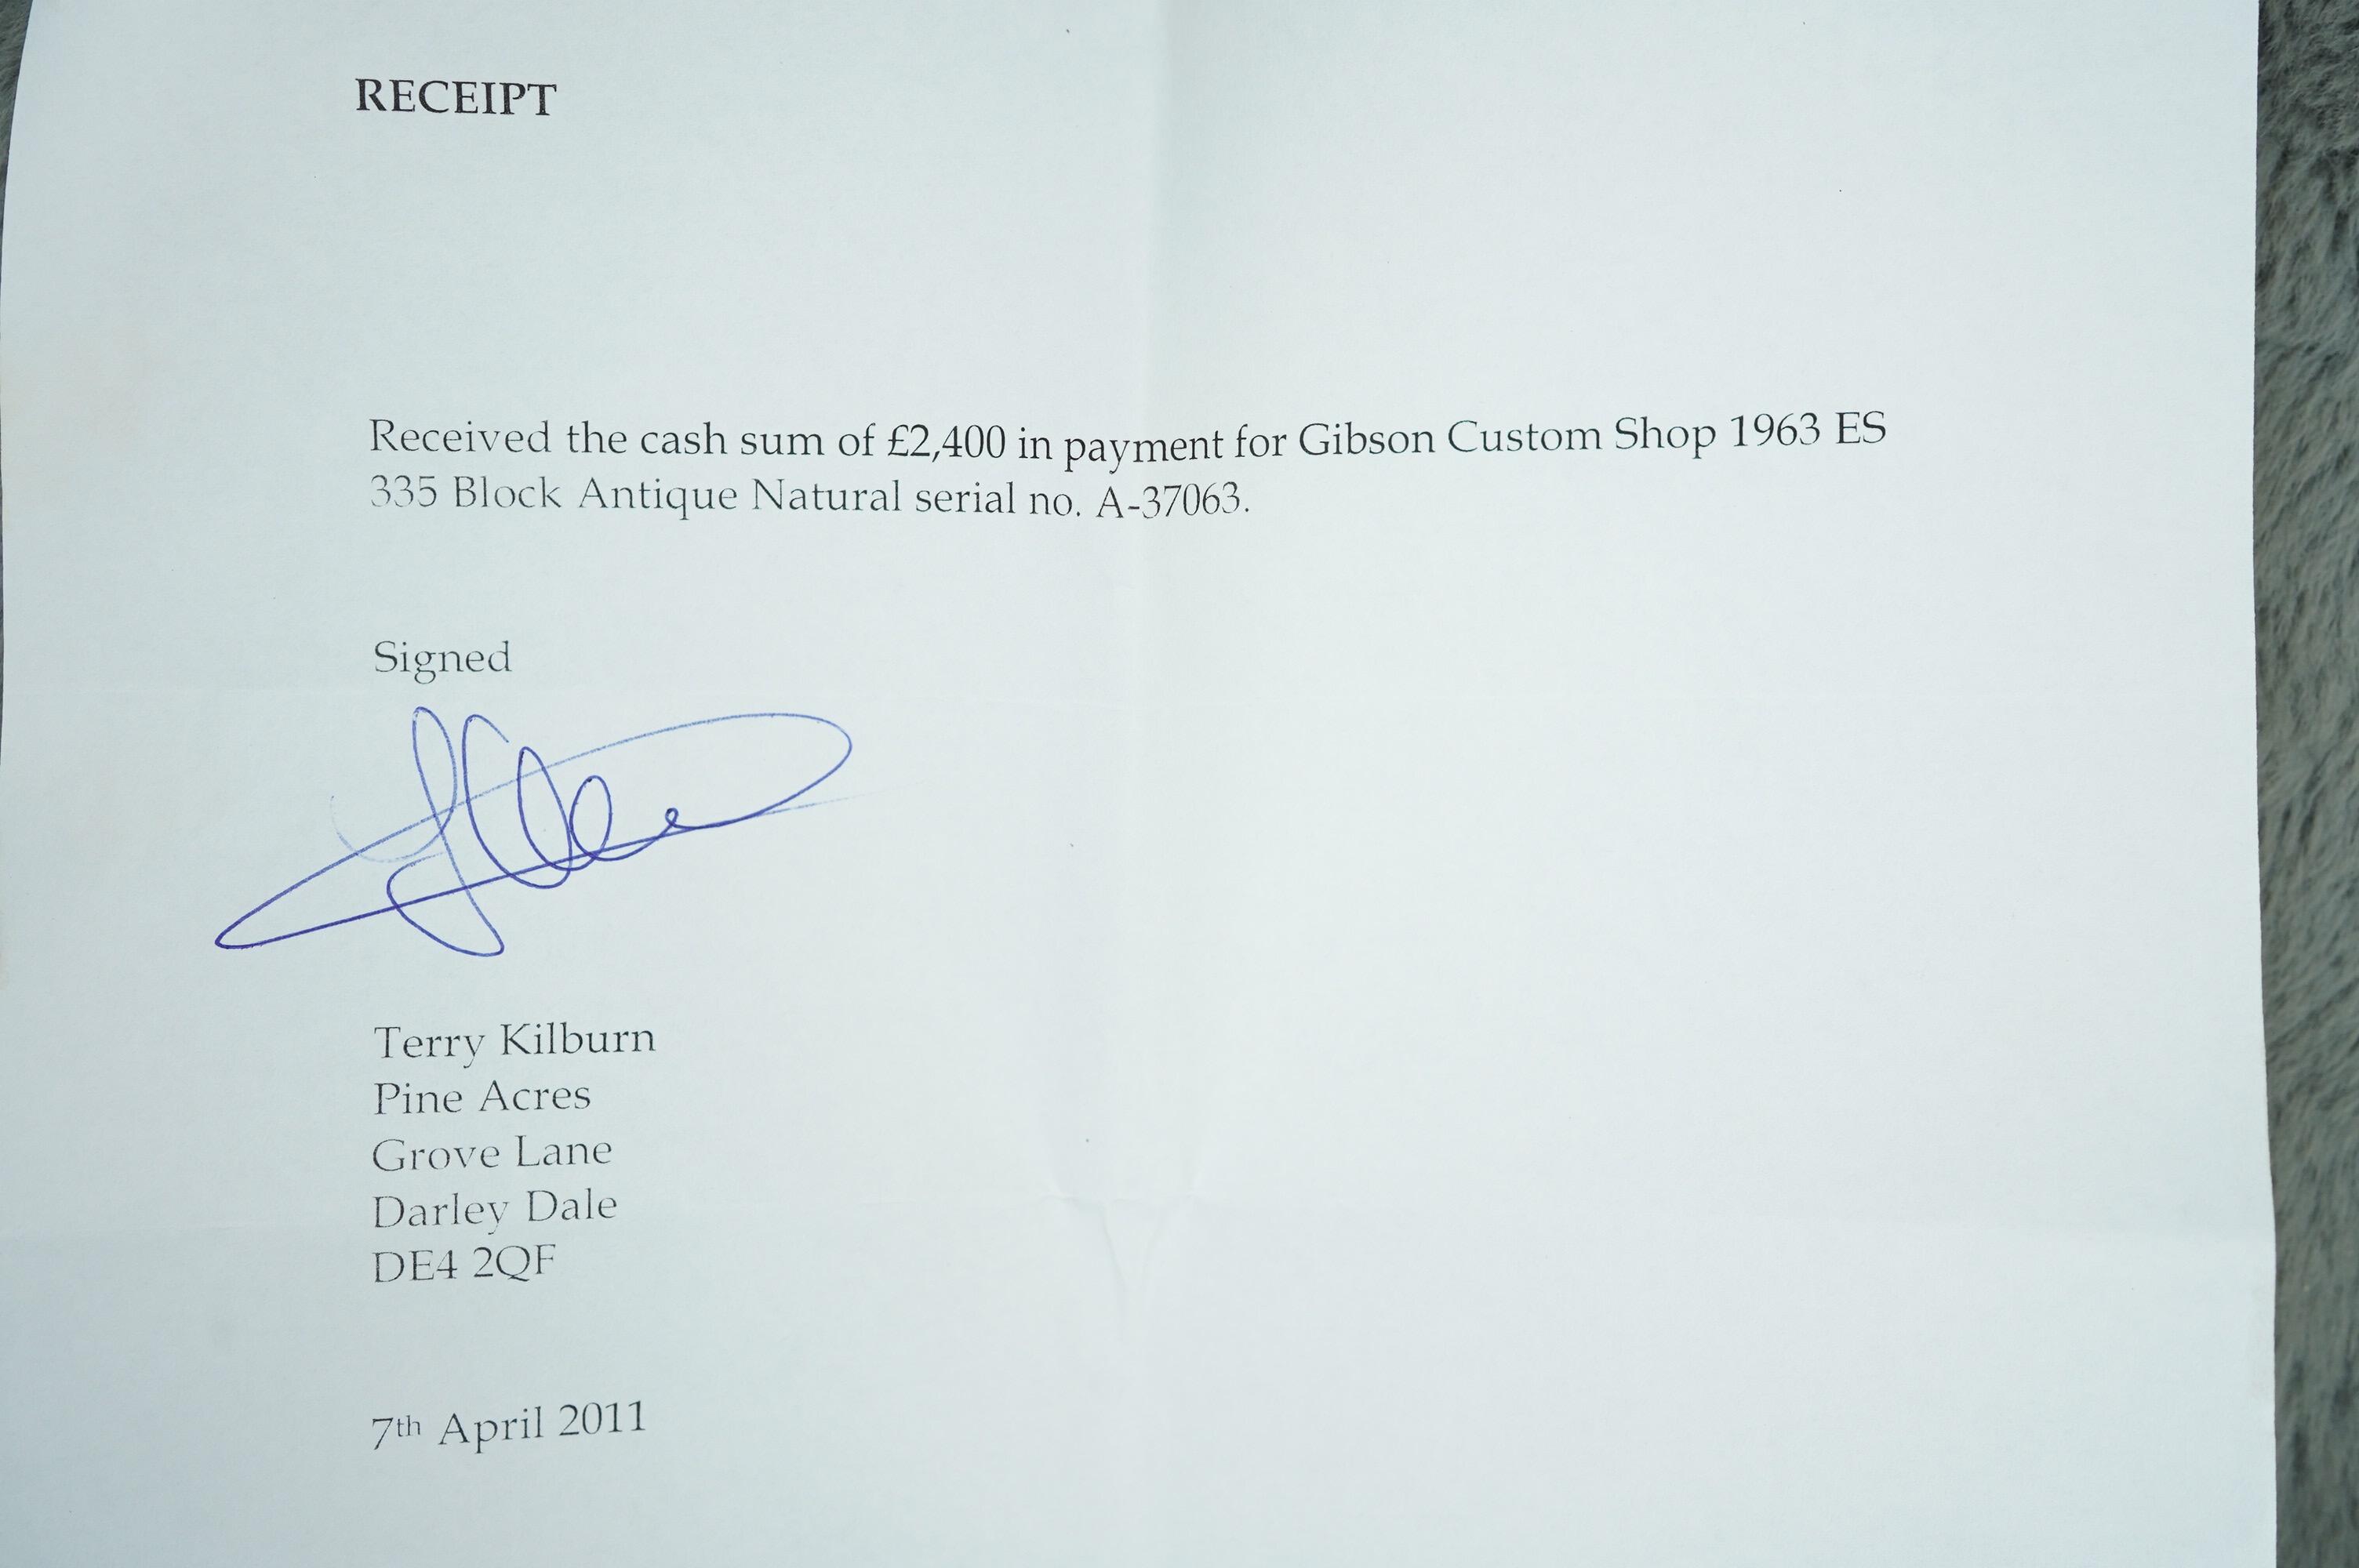 RECEIPT
Received the cash sum of £2,400 in payment for Gibson Custom Shop 1963 ES
335 Block Antique Natural serial no. A-37063.
Signed
Terry Kilburn
Pine Acres
Grove Lane
Darley Dale
DE4 2QF
7th April 2011